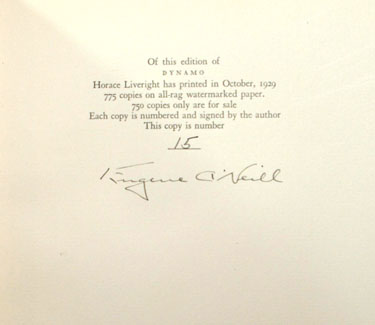 Of this edition of
DYNAMO
Horace Liveright has printed in October, 1929
775 copies on all-rag watermarked paper.
750 copies only are for sale
Each copy is numbered and signed by the author
This copy is number
15
Eugene O'Neill